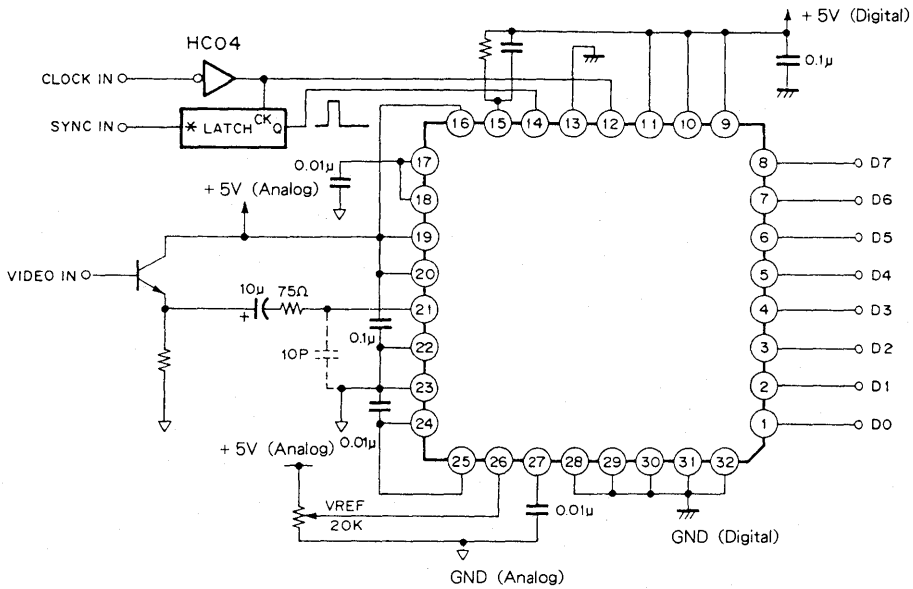 + 5V (Digital)
HC04
CLOCK IN
0.1μ
SYNC IN
* LATCH CK Q
16 15 14 13 12 11 10 9
0.01μ
17
8 D7
+ 5V (Analog)
18
7 D6
19
6 D5
VIDEO IN
20
5 D4
10μ 75Ω
+
21
4 D3
0.1μ
10P
22
3 D2
23
2 D1
0.01μ
24
1 D0
+ 5V (Analog)
25 26 27 28 29 30 31 32
VREF
20K
0.01μ
GND (Digital)
GND (Analog)